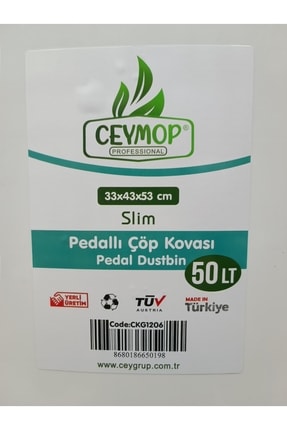 CEYMOP®
PROFESSIONAL
33x43x53 cm
Slim
Pedallı Çöp Kovası
Pedal Dustbin
50 LT
YERLİ
ÜRETİM
TÜV
AUSTRIA
MADE IN
Türkiye
Code:CKG1206
8680186650198
www.ceygrup.com.tr